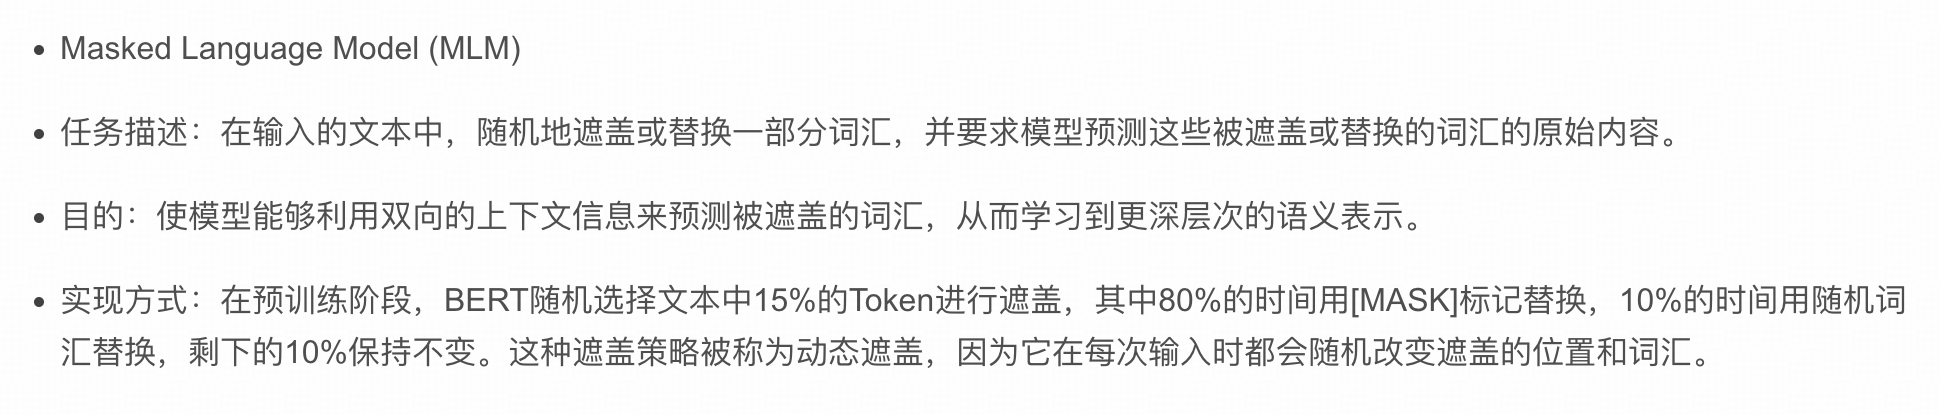 • Masked Language Model (MLM)
• 任务描述：在输入的文本中，随机地遮盖或替换一部分词汇，并要求模型预测这些被遮盖或替换的词汇的原始内容。
• 目的：使模型能够利用双向的上下文信息来预测被遮盖的词汇，从而学习到更深层次的语义表示。
• 实现方式：在预训练阶段，BERT随机选择文本中15%的Token进行遮盖，其中80%的时间用[MASK]标记替换，10%的时间用随机词
汇替换，剩下的10%保持不变。这种遮盖策略被称为动态遮盖，因为它在每次输入时都会随机改变遮盖的位置和词汇。